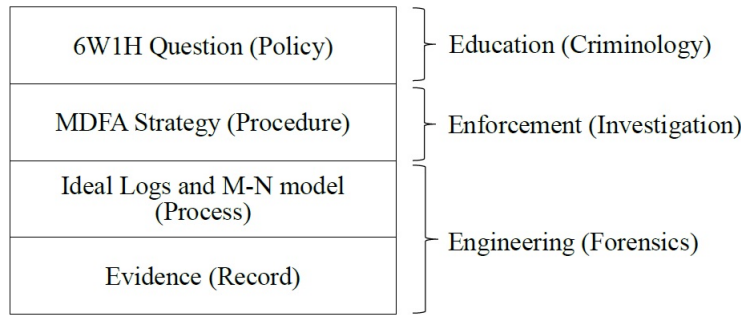 6W1H Question (Policy)
Education (Criminology)
MDFA Strategy (Procedure)
Enforcement (Investigation)
Ideal Logs and M-N model
(Process)
Engineering (Forensics)
Evidence (Record)